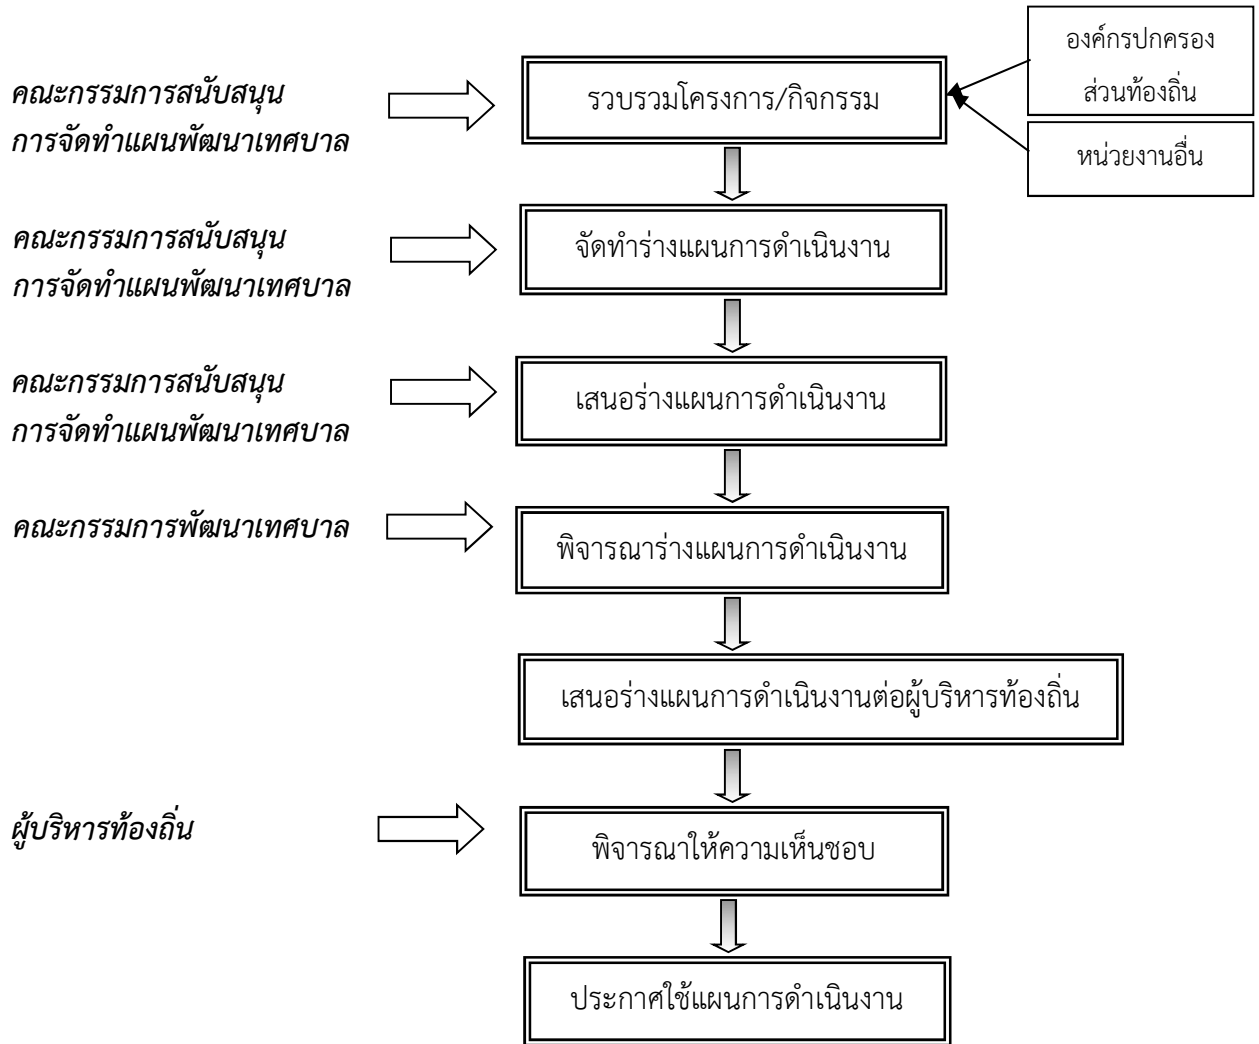 องค์กรปกครอง
ส่วนท้องถิ่น
คณะกรรมการสนับสนุน
การจัดทำแผนพัฒนาเทศบาล
รวบรวมโครงการ/กิจกรรม
หน่วยงานอื่น
คณะกรรมการสนับสนุน
การจัดทำแผนพัฒนาเทศบาล
จัดทำร่างแผนการดำเนินงาน
คณะกรรมการสนับสนุน
การจัดทำแผนพัฒนาเทศบาล
เสนอร่างแผนการดำเนินงาน
คณะกรรมการพัฒนาเทศบาล
พิจารณาร่างแผนการดำเนินงาน
เสนอร่างแผนการดำเนินงานต่อผู้บริหารท้องถิ่น
ผู้บริหารท้องถิ่น
พิจารณาให้ความเห็นชอบ
ประกาศใช้แผนการดำเนินงาน